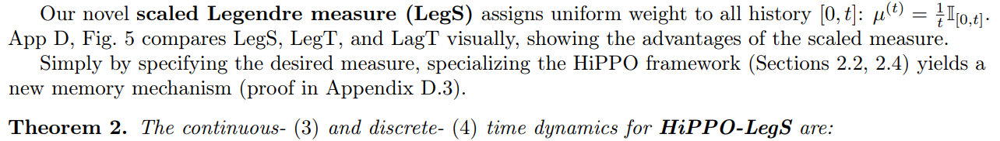 Our novel scaled Legendre measure (LegS) assigns uniform weight to all history [0, t]: μ^(t) = 1/t 𝕀_[0,t].
App D, Fig. 5 compares LegS, LegT, and LagT visually, showing the advantages of the scaled measure.
Simply by specifying the desired measure, specializing the HiPPO framework (Sections 2.2, 2.4) yields a
new memory mechanism (proof in Appendix D.3).
Theorem 2. The continuous- (3) and discrete- (4) time dynamics for HiPPO-LegS are: